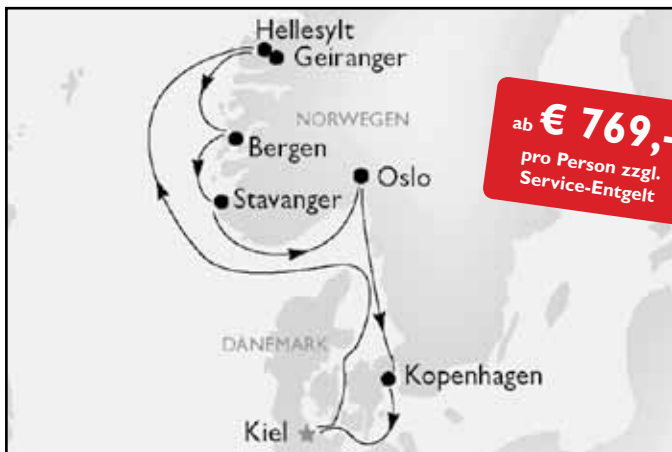 Hellesylt
Geiranger
NORWEGEN
Bergen
Oslo
Stavanger
ab € 769,-
pro Person zzgl.
Service-Entgelt
DÄNEMARK
Kopenhagen
Kiel